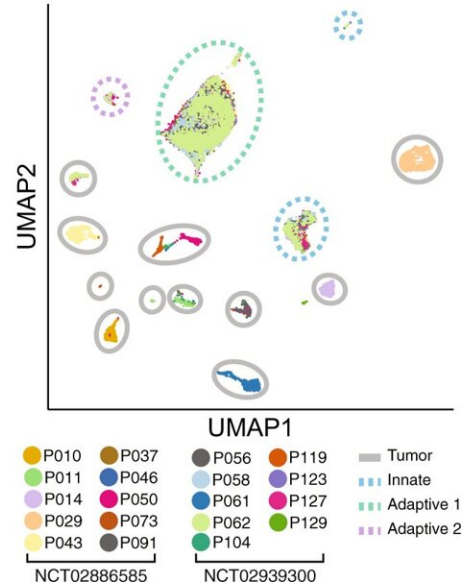 UMAP2
UMAP1
P010 P037 P056 P119 Tumor
P011 P046 P058 P123 Innate
P014 P050 P061 P127 Adaptive 1
P029 P073 P062 P129 Adaptive 2
P043 P091 P104
NCT02886585 NCT02939300